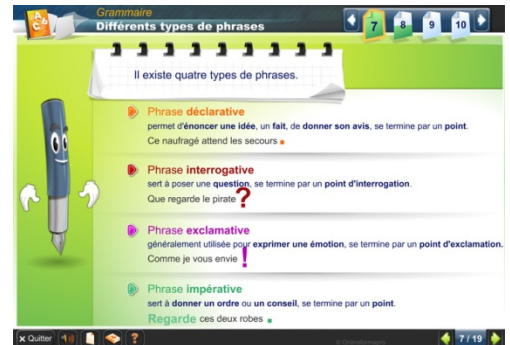 Grammaire
Différents types de phrases
7 8 9 10
Il existe quatre types de phrases.
Phrase déclarative
permet d'énoncer une idée, un fait, de donner son avis, se termine par un point.
Ce naufragé attend les secours .
Phrase interrogative
sert à poser une question, se termine par un point d'interrogation.
Que regarde le pirate ?
Phrase exclamative
généralement utilisée pour exprimer une émotion, se termine par un point d'exclamation.
Comme je vous envie !
Phrase impérative
sert à donner un ordre ou un conseil, se termine par un point.
Regarde ces deux robes .
x Quitter ? 7 / 19